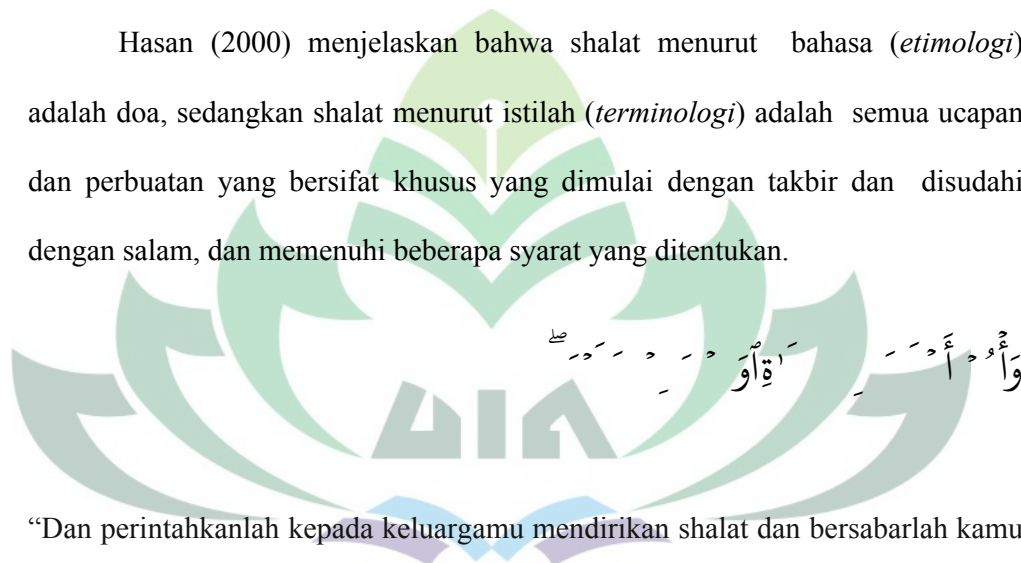 Hasan (2000) menjelaskan bahwa shalat menurut bahasa (etimologi)
adalah doa, sedangkan shalat menurut istilah (terminologi) adalah semua ucapan
dan perbuatan yang bersifat khusus yang dimulai dengan takbir dan disudahi
dengan salam, dan memenuhi beberapa syarat yang ditentukan.
UIN
“Dan perintahkanlah kepada keluargamu mendirikan shalat dan bersabarlah kamu